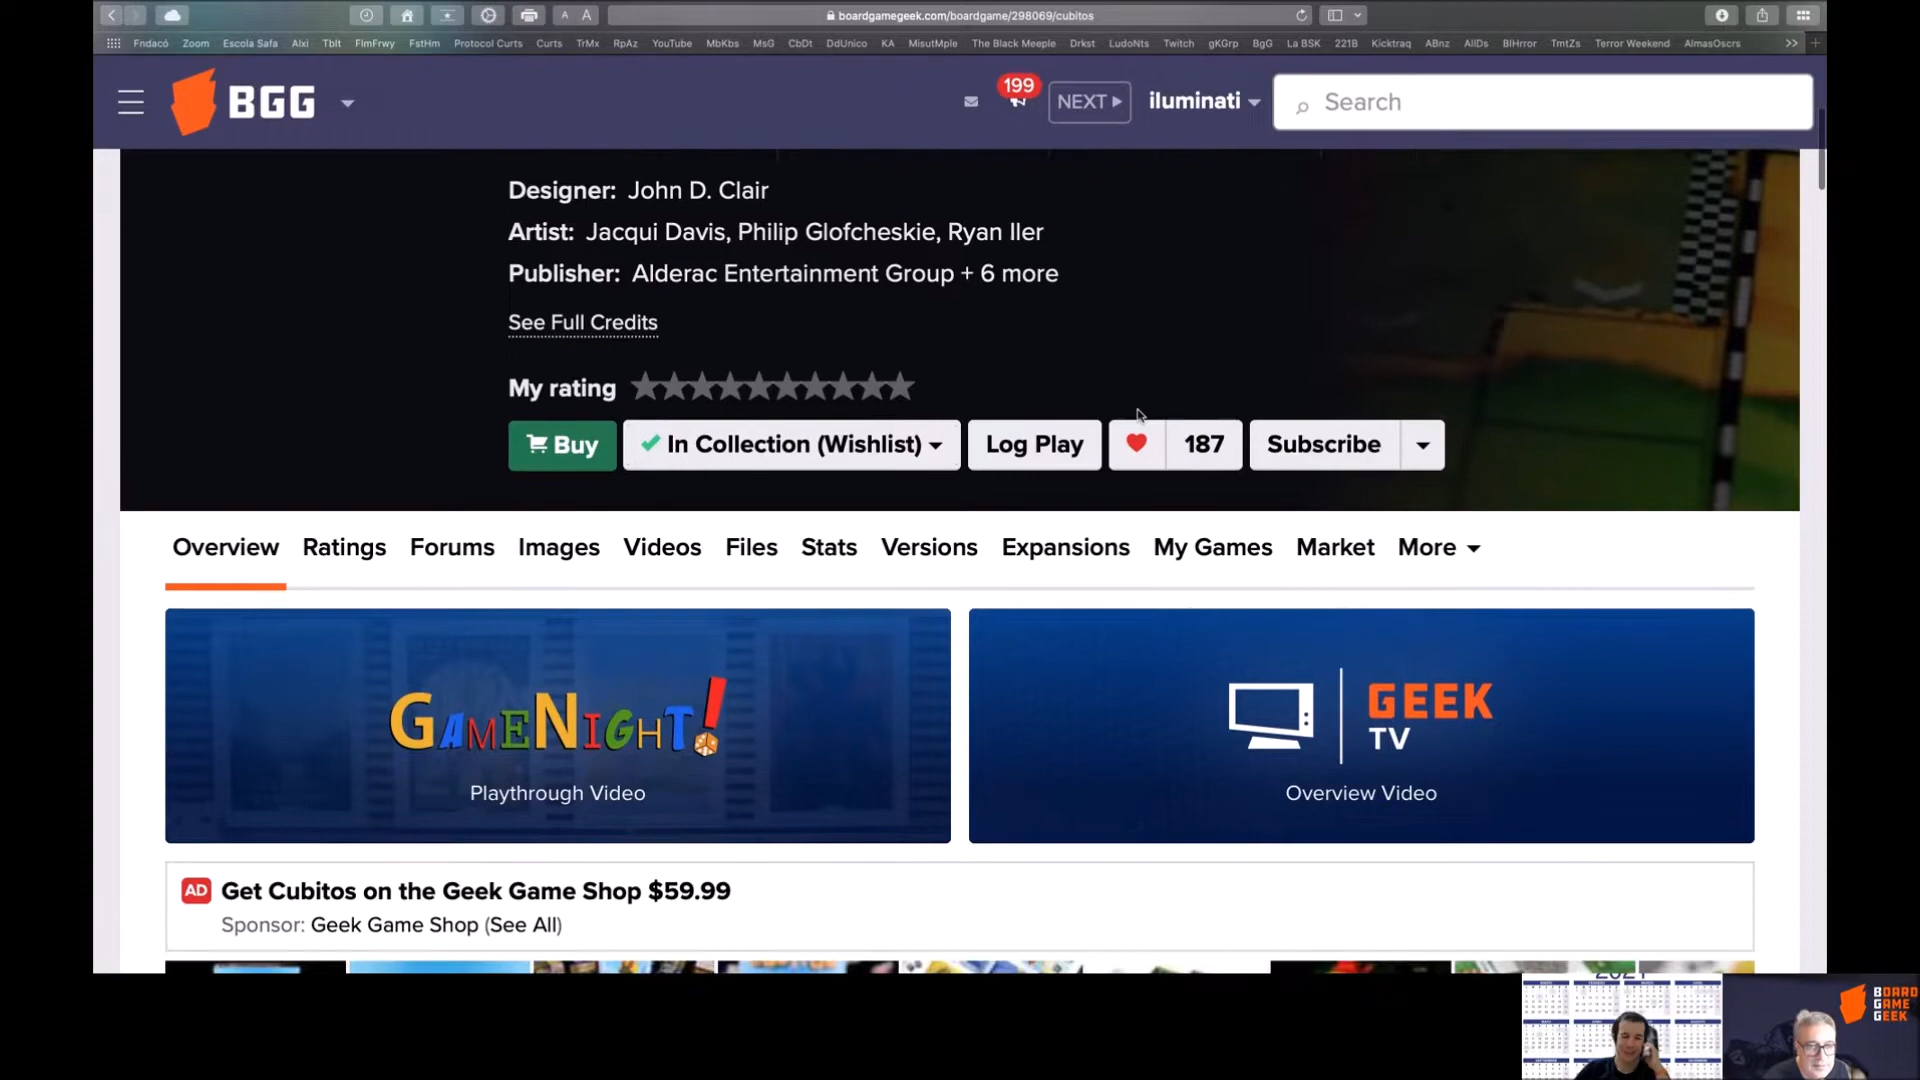 boardgamegeek.com/boardgame/298069/cubitos
A A
Fndació Zoom Escola Safa Alxi Tblt FlmFrwy FstHm Protocol Curts Curts TrMx RpAz YouTube MbKbs MsG CbDt DdUnico KA MisutMple The Black Meeple Drkst LudoNts Twitch gKGrp BgG La BSK 221B Kicktraq ABnz AllDs BlHrror TmtZs Terror Weekend AlmasOscrs
BGG
199
NEXT
iluminati
Search
Designer: John D. Clair
Artist: Jacqui Davis, Philip Glofcheskie, Ryan Iler
Publisher: Alderac Entertainment Group + 6 more
See Full Credits
My rating
Buy In Collection (Wishlist) Log Play 187 Subscribe
Overview Ratings Forums Images Videos Files Stats Versions Expansions My Games Market More
GAMENIGHT!
Playthrough Video
GEEK
TV
Overview Video
AD Get Cubitos on the Geek Game Shop $59.99
Sponsor: Geek Game Shop (See All)
2021
BOARD
GAME
GEEK